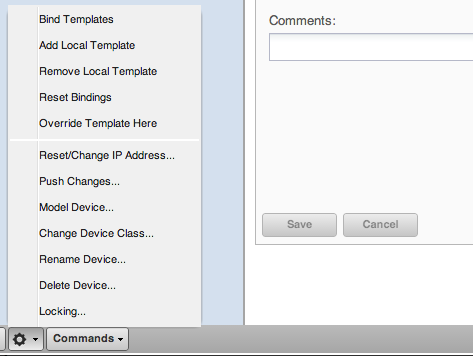 Bind Templates
Add Local Template
Remove Local Template
Reset Bindings
Override Template Here
Reset/Change IP Address...
Push Changes...
Model Device...
Change Device Class...
Rename Device...
Delete Device...
Locking...
Commands
Comments:
Save Cancel